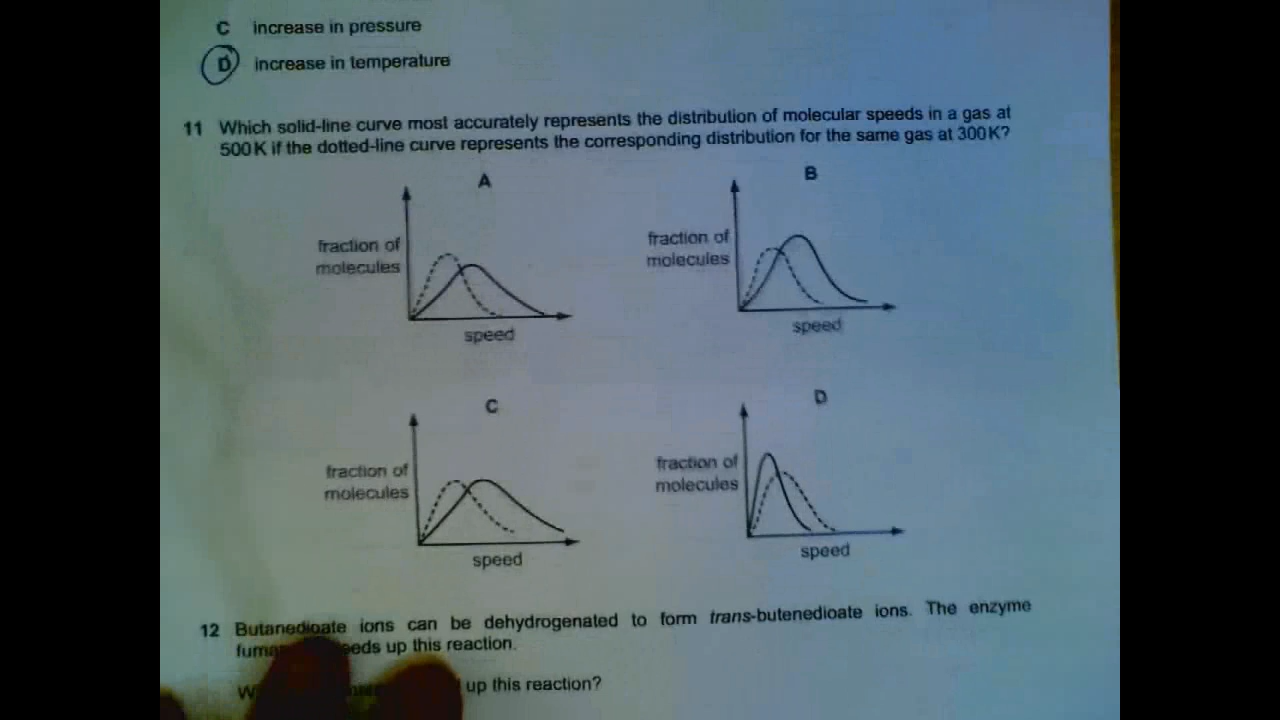 C increase in pressure
D increase in temperature
11 Which solid-line curve most accurately represents the distribution of molecular speeds in a gas at
500 K if the dotted-line curve represents the corresponding distribution for the same gas at 300 K?
A
fraction of
molecules
speed
B
fraction of
molecules
speed
C
fraction of
molecules
speed
D
fraction of
molecules
speed
12 Butanedioate ions can be dehydrogenated to form trans-butenedioate ions. The enzyme
up this reaction.
up this reaction?